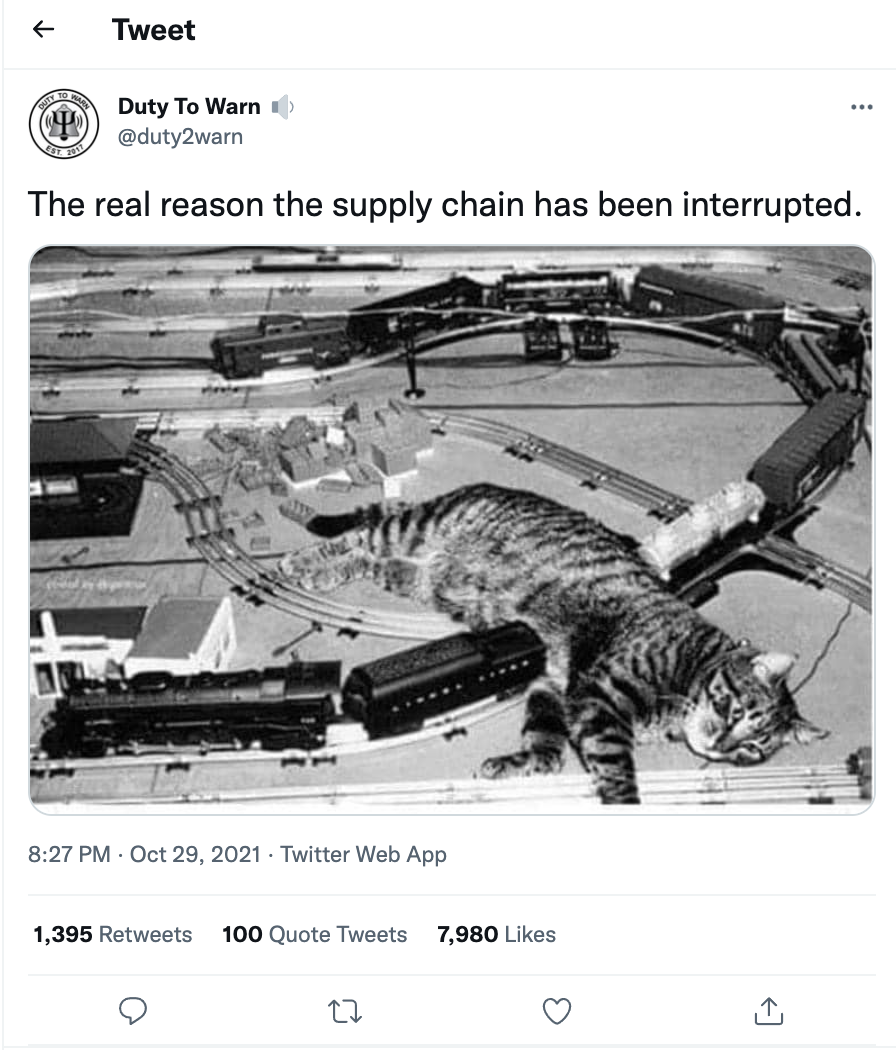 Tweet
DUTY TO WARN
EST. 2017
Duty To Warn
@duty2warn
The real reason the supply chain has been interrupted.
8:27 PM · Oct 29, 2021 · Twitter Web App
1,395 Retweets 100 Quote Tweets 7,980 Likes